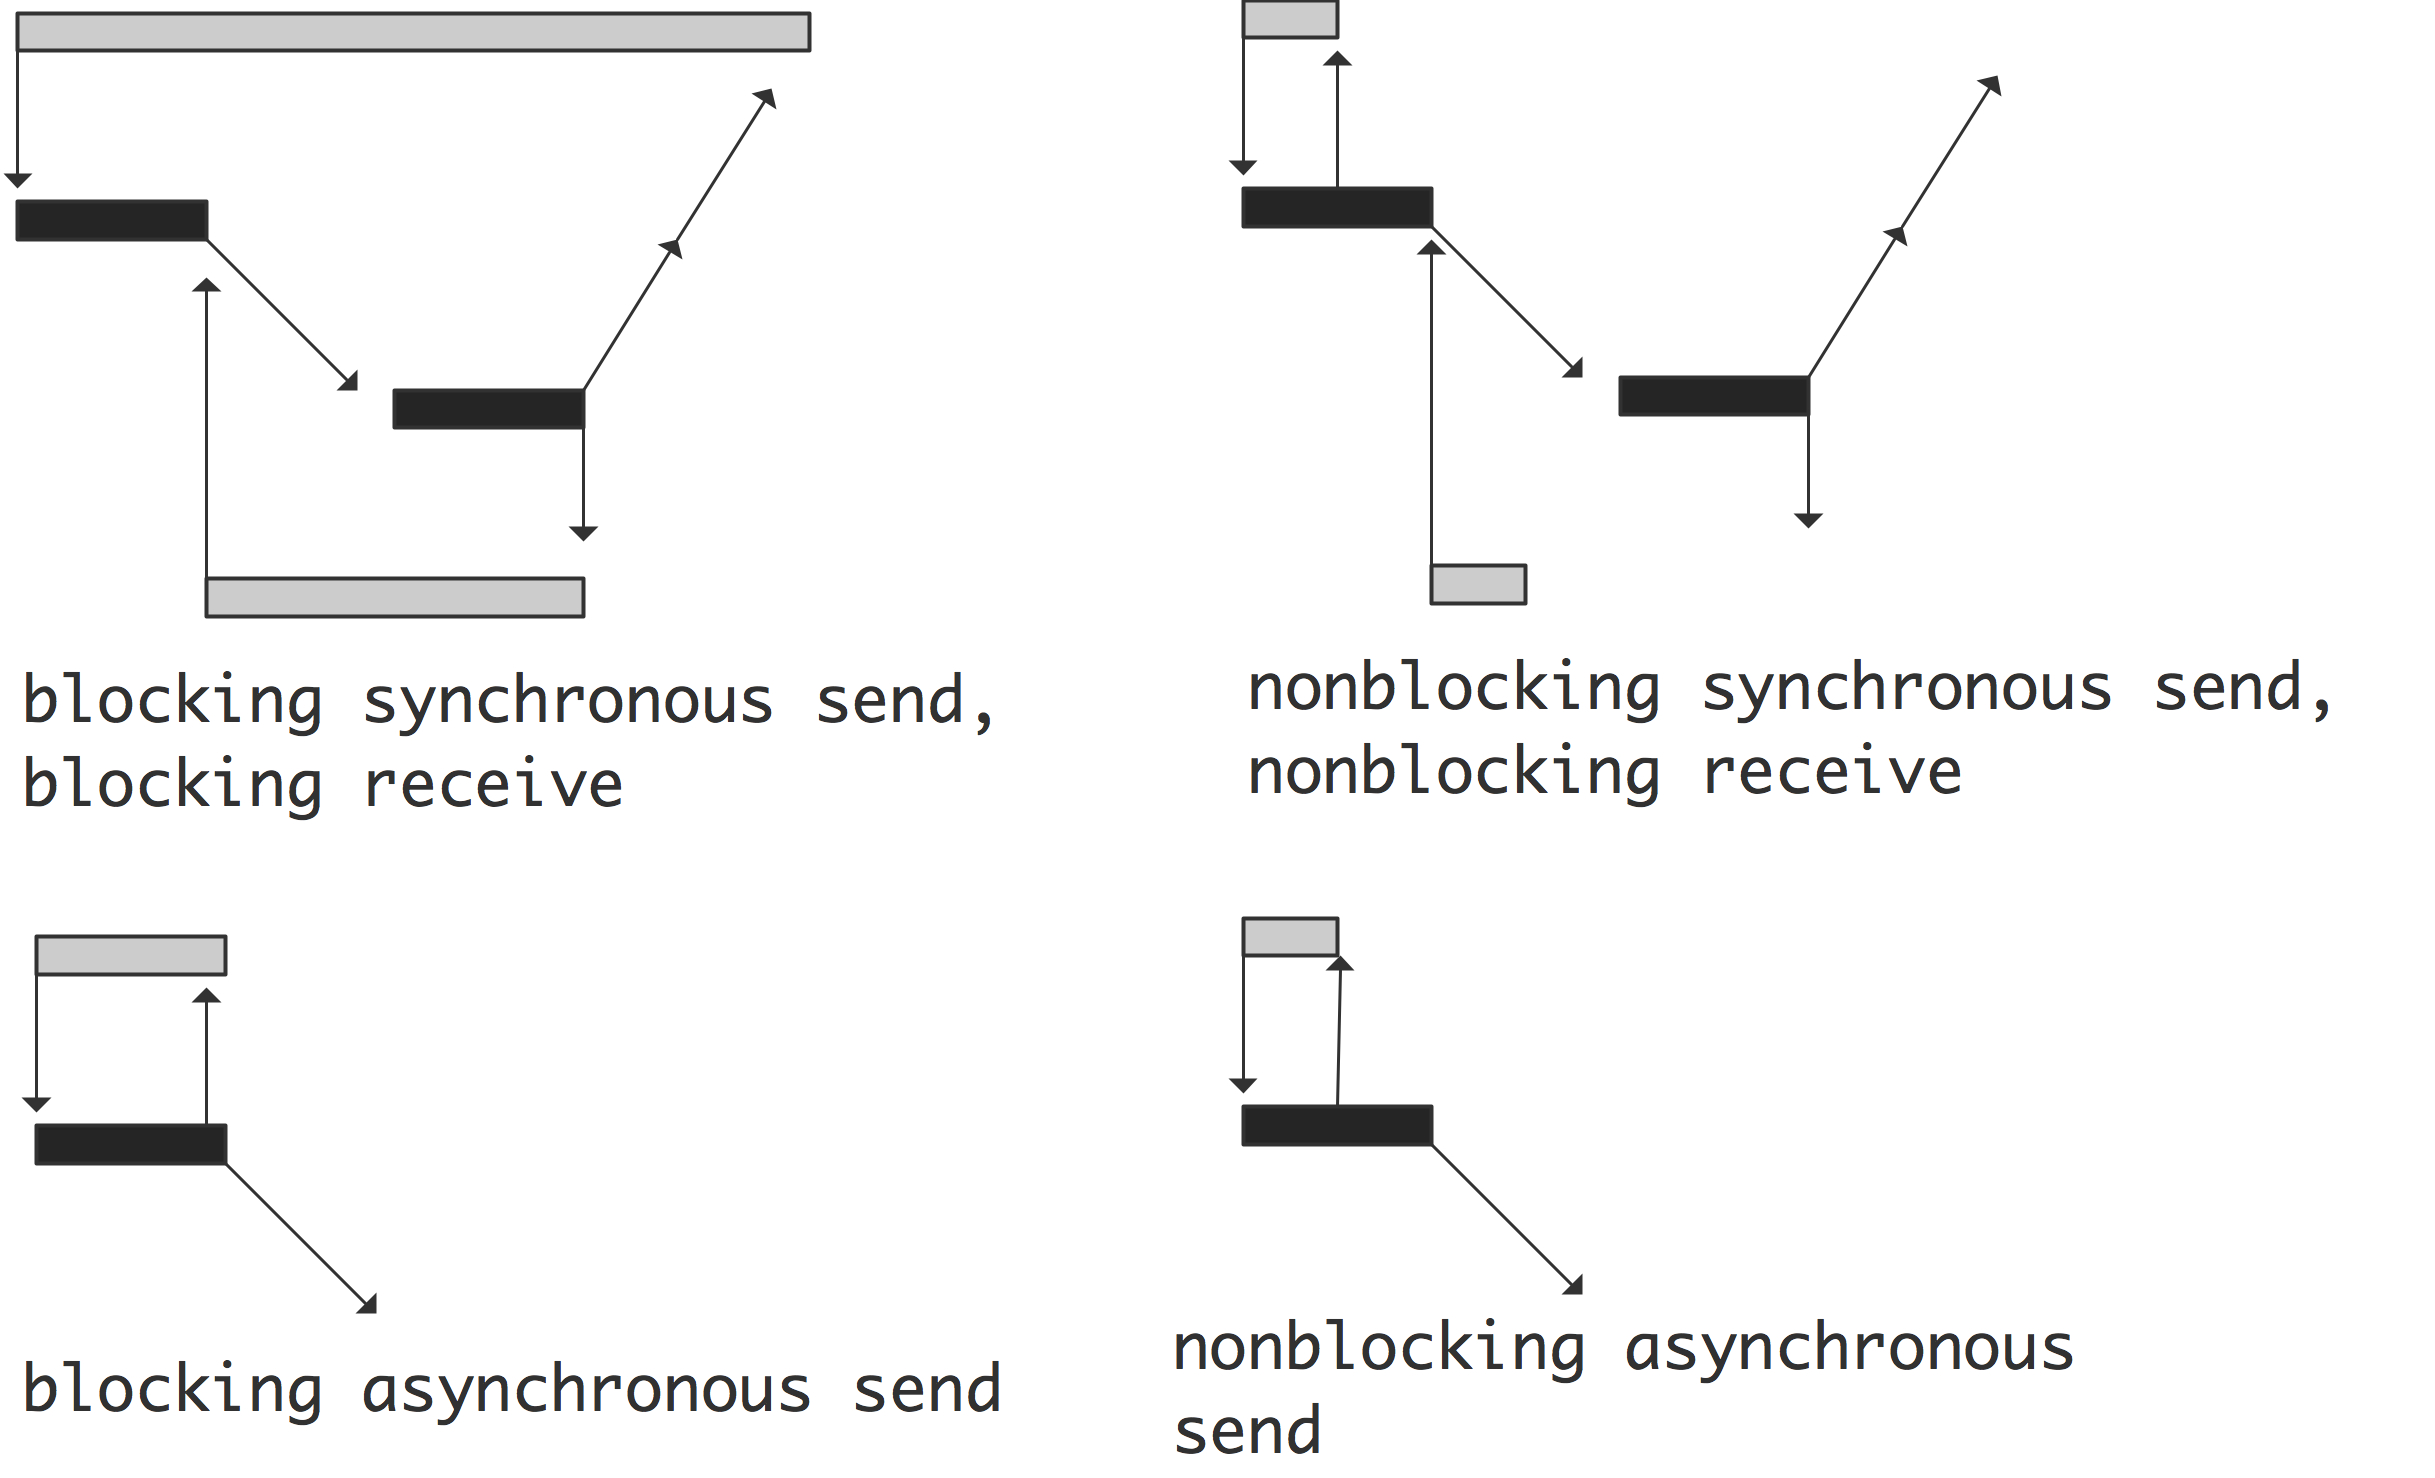 blocking synchronous send,
blocking receive
nonblocking synchronous send,
nonblocking receive
blocking asynchronous send
nonblocking asynchronous
send